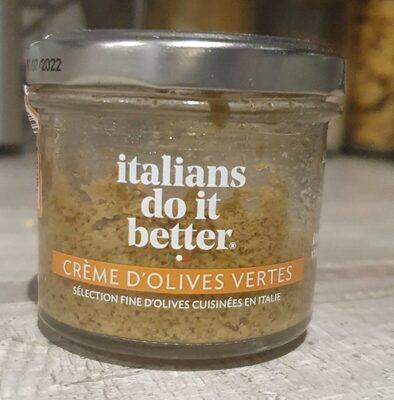 /07/2022
italians
do it
better®
CRÈME D'OLIVES VERTES
SÉLECTION FINE D'OLIVES CUISINÉES EN ITALIE